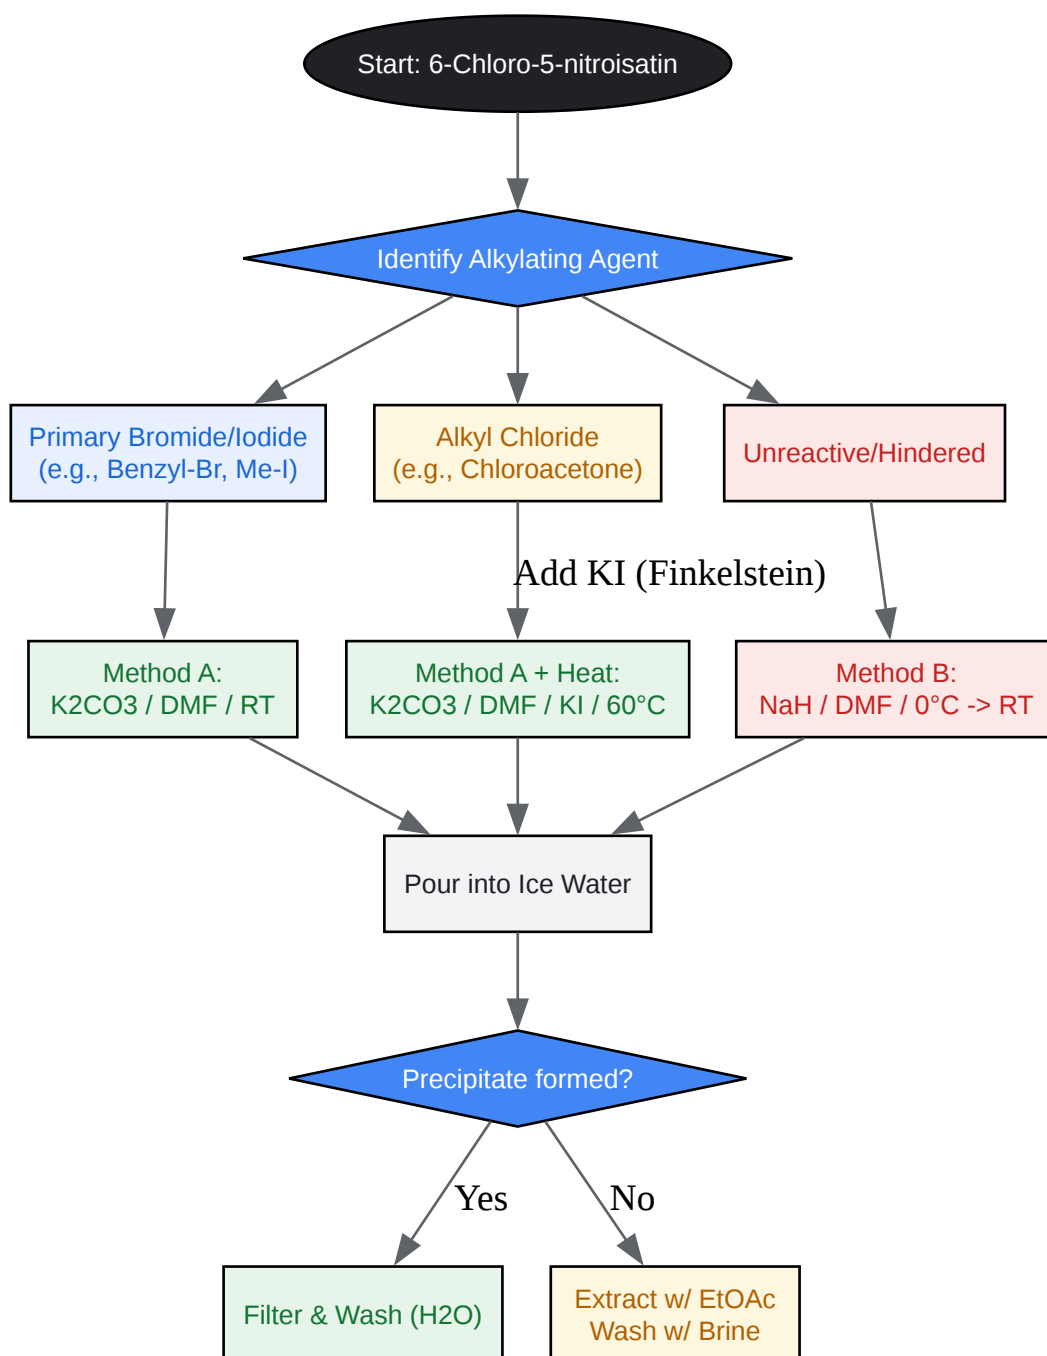 Start: 6-Chloro-5-nitroisatin
Identify Alkylating Agent
Primary Bromide/Iodide
(e.g., Benzyl-Br, Me-I)
Alkyl Chloride
(e.g., Chloroacetone)
Unreactive/Hindered
Add KI (Finkelstein)
Method A:
K2CO3 / DMF / RT
Method A + Heat:
K2CO3 / DMF / KI / 60°C
Method B:
NaH / DMF / 0°C -> RT
Pour into Ice Water
Precipitate formed?
Yes
No
Filter & Wash (H2O)
Extract w/ EtOAc
Wash w/ Brine